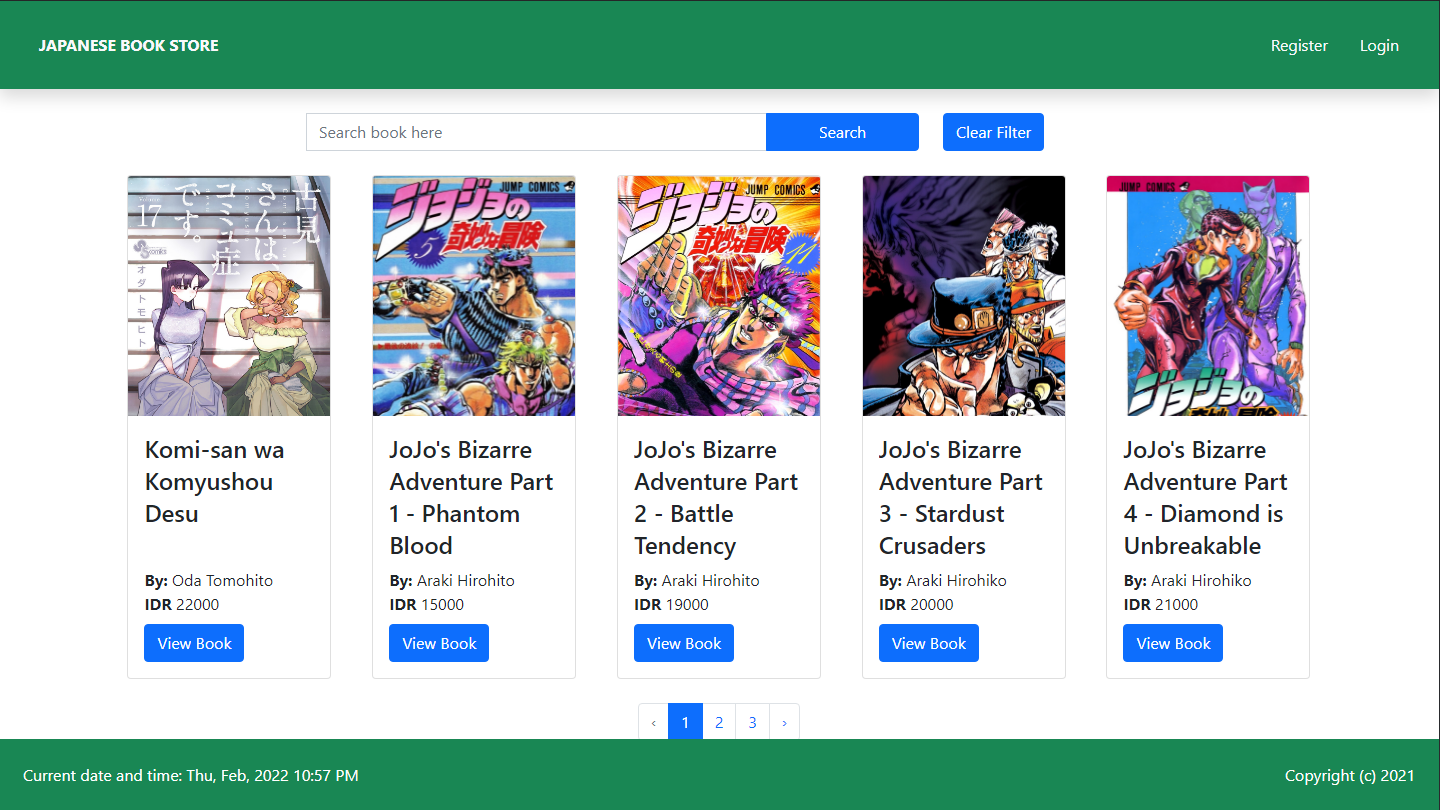 JAPANESE BOOK STORE
Register Login
Search book here
Search
Clear Filter
古見
さんは
コミュ症
です。
17
オダトモヒト
JUMP COMICS
ジョジョの
奇妙な冒険
5
JUMP COMICS
ジョジョの
奇妙な冒険
11
JUMP COMICS
ジョジョの
Komi-san wa
Komyushou
Desu
By: Oda Tomohito
IDR 22000
View Book
JoJo's Bizarre
Adventure Part
1 - Phantom
Blood
By: Araki Hirohito
IDR 15000
View Book
JoJo's Bizarre
Adventure Part
2 - Battle
Tendency
By: Araki Hirohito
IDR 19000
View Book
JoJo's Bizarre
Adventure Part
3 - Stardust
Crusaders
By: Araki Hirohiko
IDR 20000
View Book
JoJo's Bizarre
Adventure Part
4 - Diamond is
Unbreakable
By: Araki Hirohiko
IDR 21000
View Book
‹ 1 2 3 ›
Current date and time: Thu, Feb, 2022 10:57 PM
Copyright (c) 2021